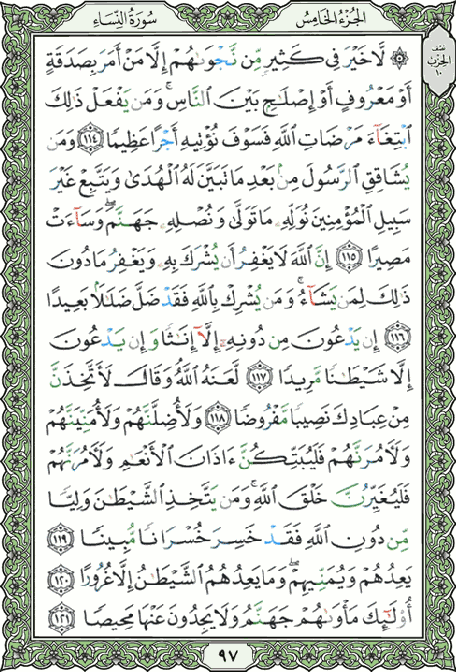 الجُزْءُ الخَامِسُ
سُورَةُ النِّسَاءِ
نصف
الحزب
١٠
۞ لَّا خَيْرَ فِي كَثِيرٍ مِّن نَّجْوَىٰهُمْ إِلَّا مَنْ أَمَرَ بِصَدَقَةٍ
أَوْ مَعْرُوفٍ أَوْ إِصْلَٰحٍۭ بَيْنَ ٱلنَّاسِۚ وَمَن يَفْعَلْ ذَٰلِكَ
ٱبْتِغَآءَ مَرْضَاتِ ٱللَّهِ فَسَوْفَ نُؤْتِيهِ أَجْرًا عَظِيمًا ١١٤ وَمَن
يُشَاقِقِ ٱلرَّسُولَ مِنۢ بَعْدِ مَا تَبَيَّنَ لَهُ ٱلْهُدَىٰ وَيَتَّبِعْ غَيْرَ
سَبِيلِ ٱلْمُؤْمِنِينَ نُوَلِّهِۦ مَا تَوَلَّىٰ وَنُصْلِهِۦ جَهَنَّمَۖ وَسَآءَتْ
مَصِيرًا ١١٥ إِنَّ ٱللَّهَ لَا يَغْفِرُ أَن يُشْرَكَ بِهِۦ وَيَغْفِرُ مَا دُونَ
ذَٰلِكَ لِمَن يَشَآءُۚ وَمَن يُشْرِكْ بِٱللَّهِ فَقَدْ ضَلَّ ضَلَٰلًۢا بَعِيدًا
١١٦ إِن يَدْعُونَ مِن دُونِهِۦٓ إِلَّآ إِنَٰثًا وَإِن يَدْعُونَ
إِلَّا شَيْطَٰنًا مَّرِيدًا ١١٧ لَّعَنَهُ ٱللَّهُۘ وَقَالَ لَأَتَّخِذَنَّ
مِنْ عِبَادِكَ نَصِيبًا مَّفْرُوضًا ١١٨ وَلَأُضِلَّنَّهُمْ وَلَأُمَنِّيَنَّهُمْ
وَلَءَامُرَنَّهُمْ فَلَيُبَتِّكُنَّ ءَاذَانَ ٱلْأَنْعَٰمِ وَلَءَامُرَنَّهُمْ
فَلَيُغَيِّرُنَّ خَلْقَ ٱللَّهِۚ وَمَن يَتَّخِذِ ٱلشَّيْطَٰنَ وَلِيًّا
مِّن دُونِ ٱللَّهِ فَقَدْ خَسِرَ خُسْرَانًا مُّبِينًا ١١٩
يَعِدُهُمْ وَيُمَنِّيهِمْۖ وَمَا يَعِدُهُمُ ٱلشَّيْطَٰنُ إِلَّا غُرُورًا ١٢٠
أُو۟لَٰٓئِكَ مَأْوَىٰهُمْ جَهَنَّمُ وَلَا يَجِدُونَ عَنْهَا مَحِيصًا ١٢١
٩٧